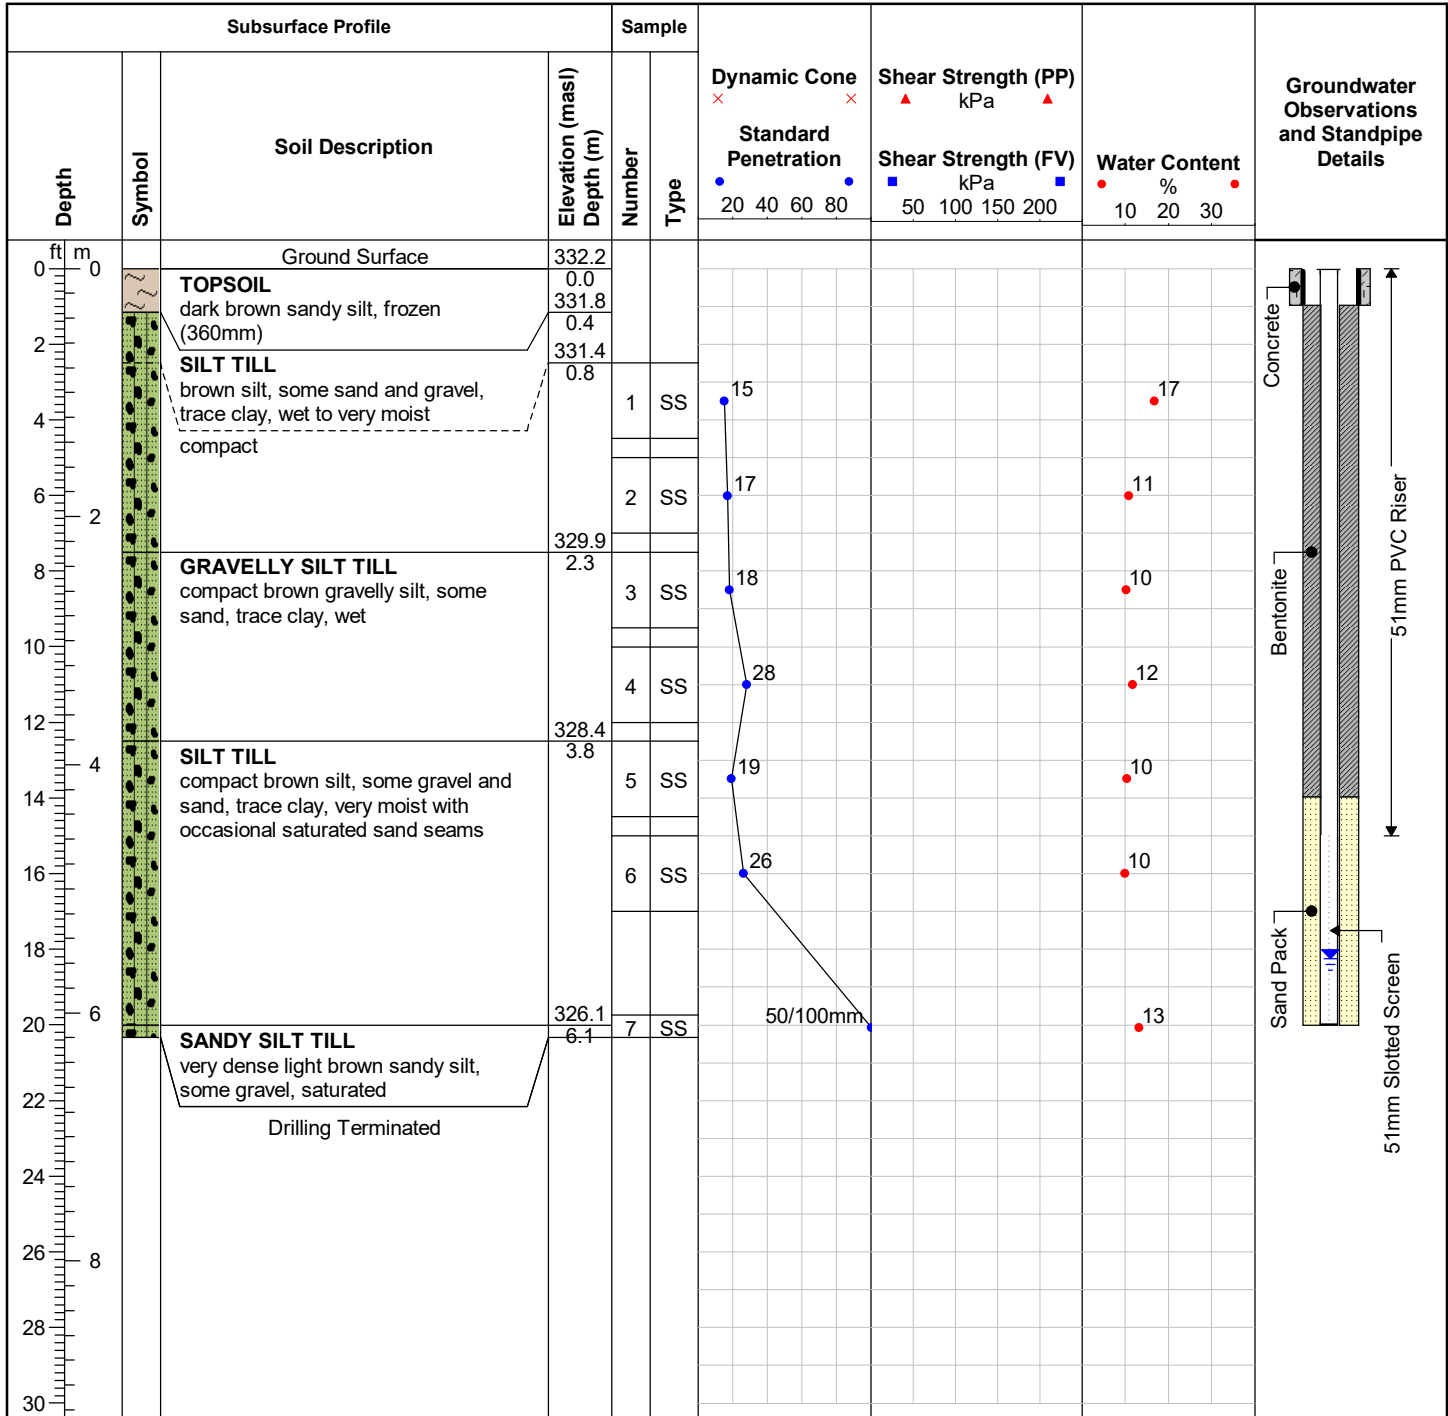 Subsurface Profile
Sample
Depth
Symbol
Soil Description
Elevation (masl)
Depth (m)
Number
Type
Dynamic Cone
Standard
Penetration
20 40 60 80
Shear Strength (PP)
kPa
Shear Strength (FV)
kPa
50 100 150 200
Water Content
%
10 20 30
Groundwater
Observations
and Standpipe
Details
ft m
0 0
2
4
6
2
8
10
12
4
14
16
18
20
6
22
24
26
8
28
30
Ground Surface
332.2
0.0
TOPSOIL
dark brown sandy silt, frozen
(360mm)
331.8
0.4
SILT TILL
brown silt, some sand and gravel,
trace clay, wet to very moist
331.4
0.8
compact
329.9
2.3
GRAVELLY SILT TILL
compact brown gravelly silt, some
sand, trace clay, wet
328.4
3.8
SILT TILL
compact brown silt, some gravel and
sand, trace clay, very moist with
occasional saturated sand seams
326.1
6.1
SANDY SILT TILL
very dense light brown sandy silt,
some gravel, saturated
Drilling Terminated
1 SS 15 17
2 SS 17 11
3 SS 18 10
4 SS 28 12
5 SS 19 10
6 SS 26 10
7 SS 50/100mm 13
Concrete
Bentonite
Sand Pack
51mm PVC Riser
51mm Slotted Screen